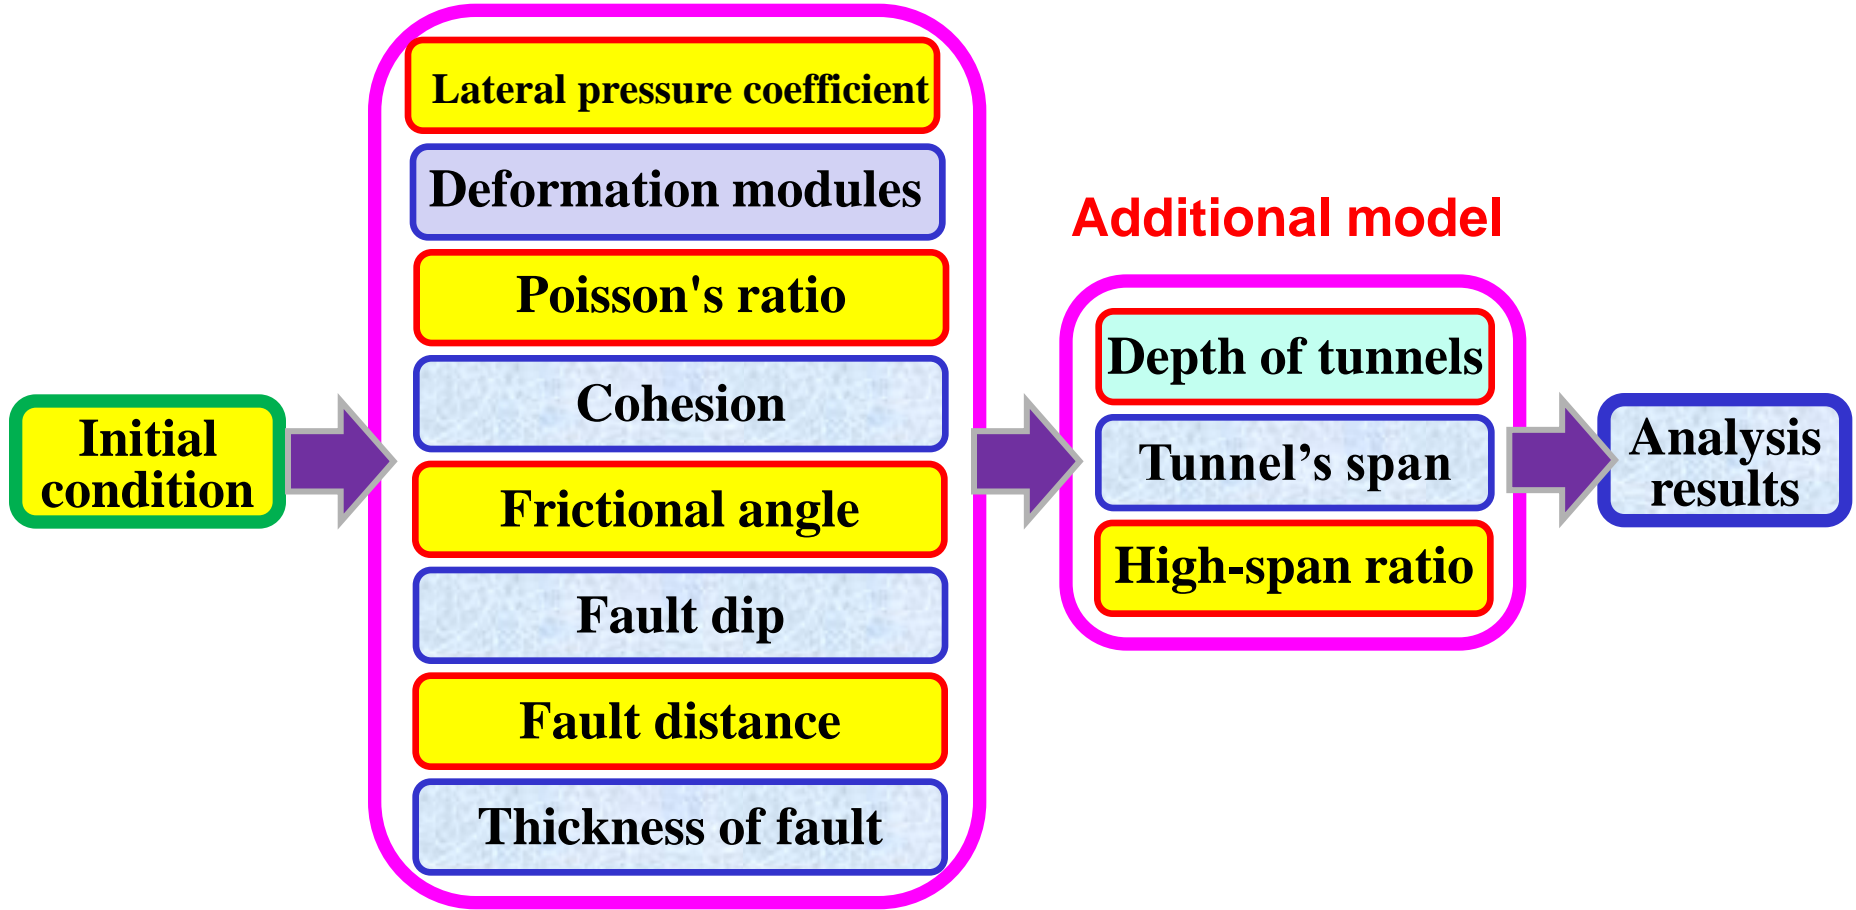 Initial
condition
Lateral pressure coefficient
Deformation modules
Poisson's ratio
Cohesion
Frictional angle
Fault dip
Fault distance
Thickness of fault
Additional model
Depth of tunnels
Tunnel’s span
High-span ratio
Analysis
results